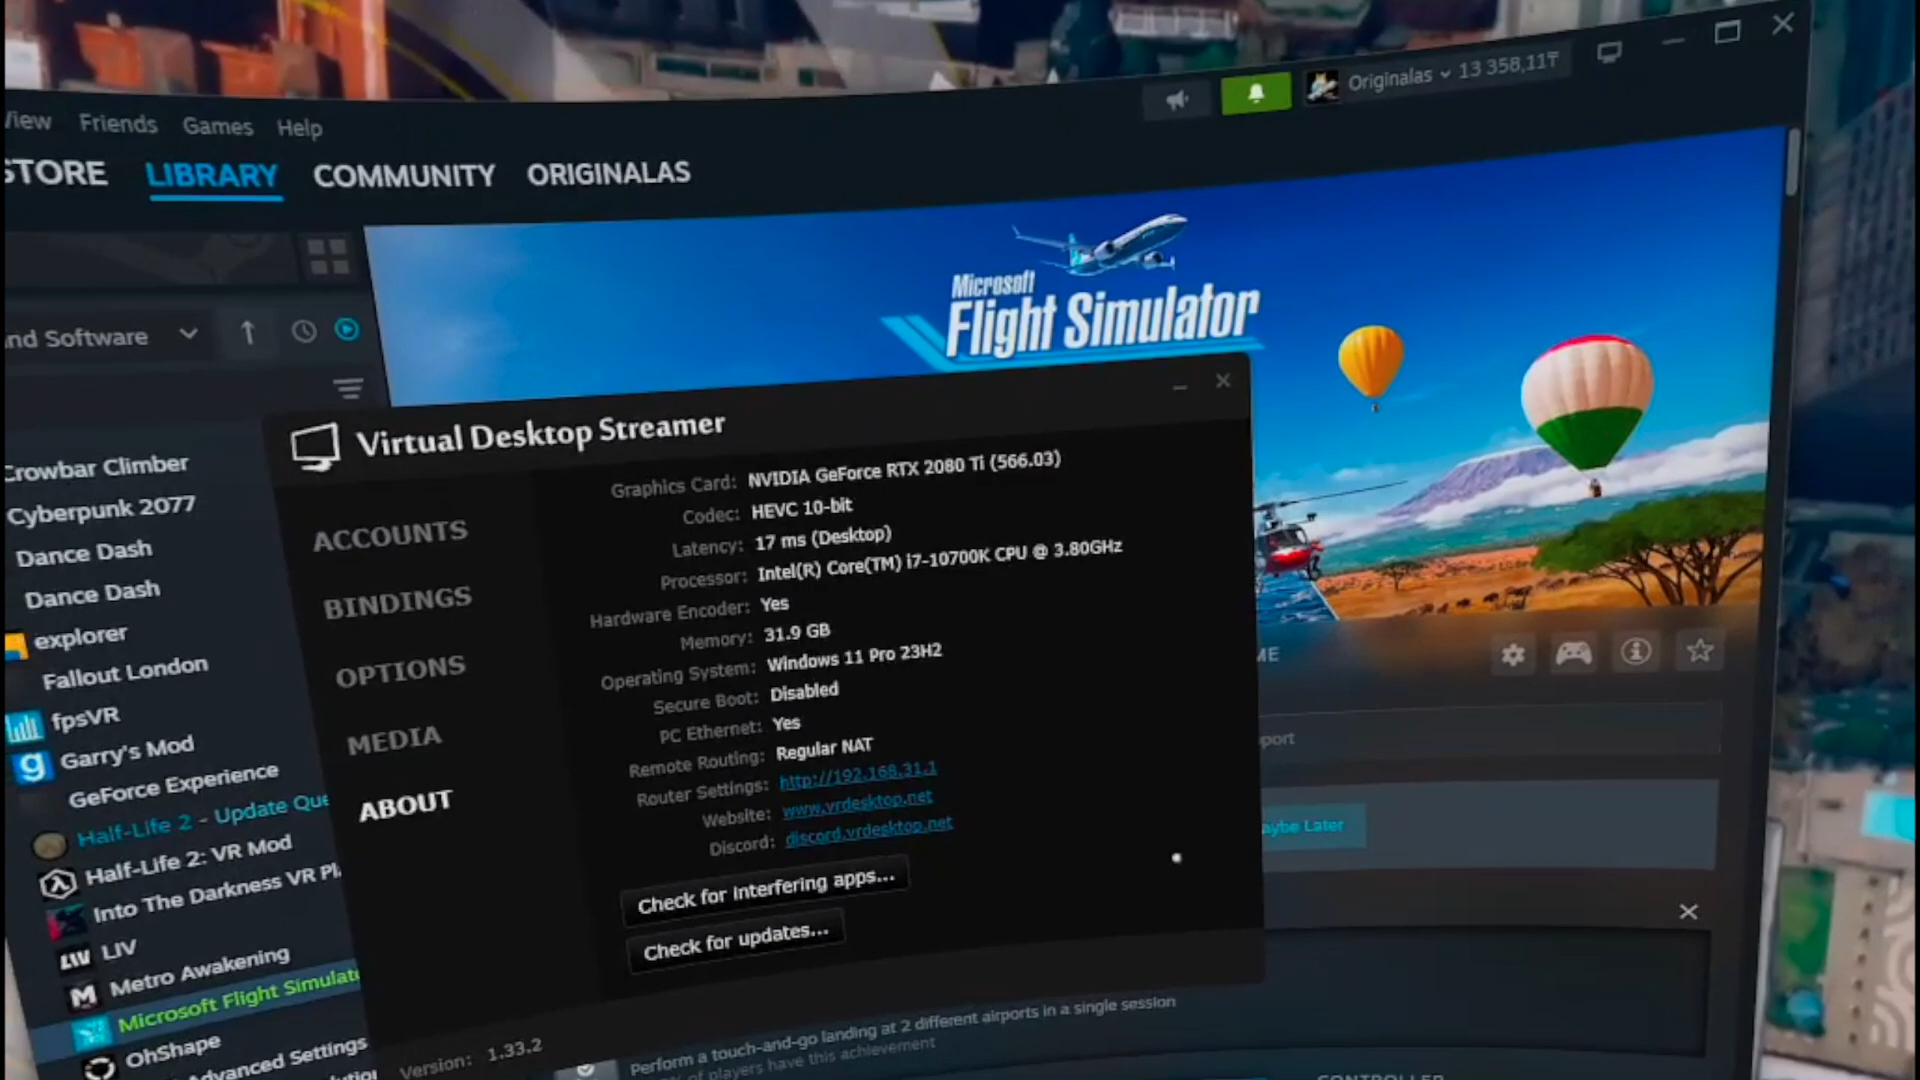 View Friends Games Help
Originalas 13 358,11₸
STORE LIBRARY COMMUNITY ORIGINALAS
Microsoft
Flight Simulator
nd Software
Crowbar Climber
Cyberpunk 2077
Dance Dash
Dance Dash
explorer
Fallout London
fpsVR
Garry's Mod
GeForce Experience
Half-Life 2 - Update Que
Half-Life 2: VR Mod
Into The Darkness VR Pl
LIV
Metro Awakening
Microsoft Flight Simulato
OhShape
Advanced Settings
Virtual Desktop Streamer
ACCOUNTS
BINDINGS
OPTIONS
MEDIA
ABOUT
Graphics Card: NVIDIA GeForce RTX 2080 Ti (566.03)
Codec: HEVC 10-bit
Latency: 17 ms (Desktop)
Processor: Intel(R) Core(TM) i7-10700K CPU @ 3.80GHz
Hardware Encoder: Yes
Memory: 31.9 GB
Operating System: Windows 11 Pro 23H2
Secure Boot: Disabled
PC Ethernet: Yes
Remote Routing: Regular NAT
Router Settings: http://192.168.31.1
Website: www.vrdesktop.net
Discord: discord.vrdesktop.net
Check for interfering apps...
Check for updates...
Version: 1.33.2
ME
port
aybe Later
Perform a touch-and-go landing at 2 different airports in a single session
% of players have this achievement
CONTROLLER